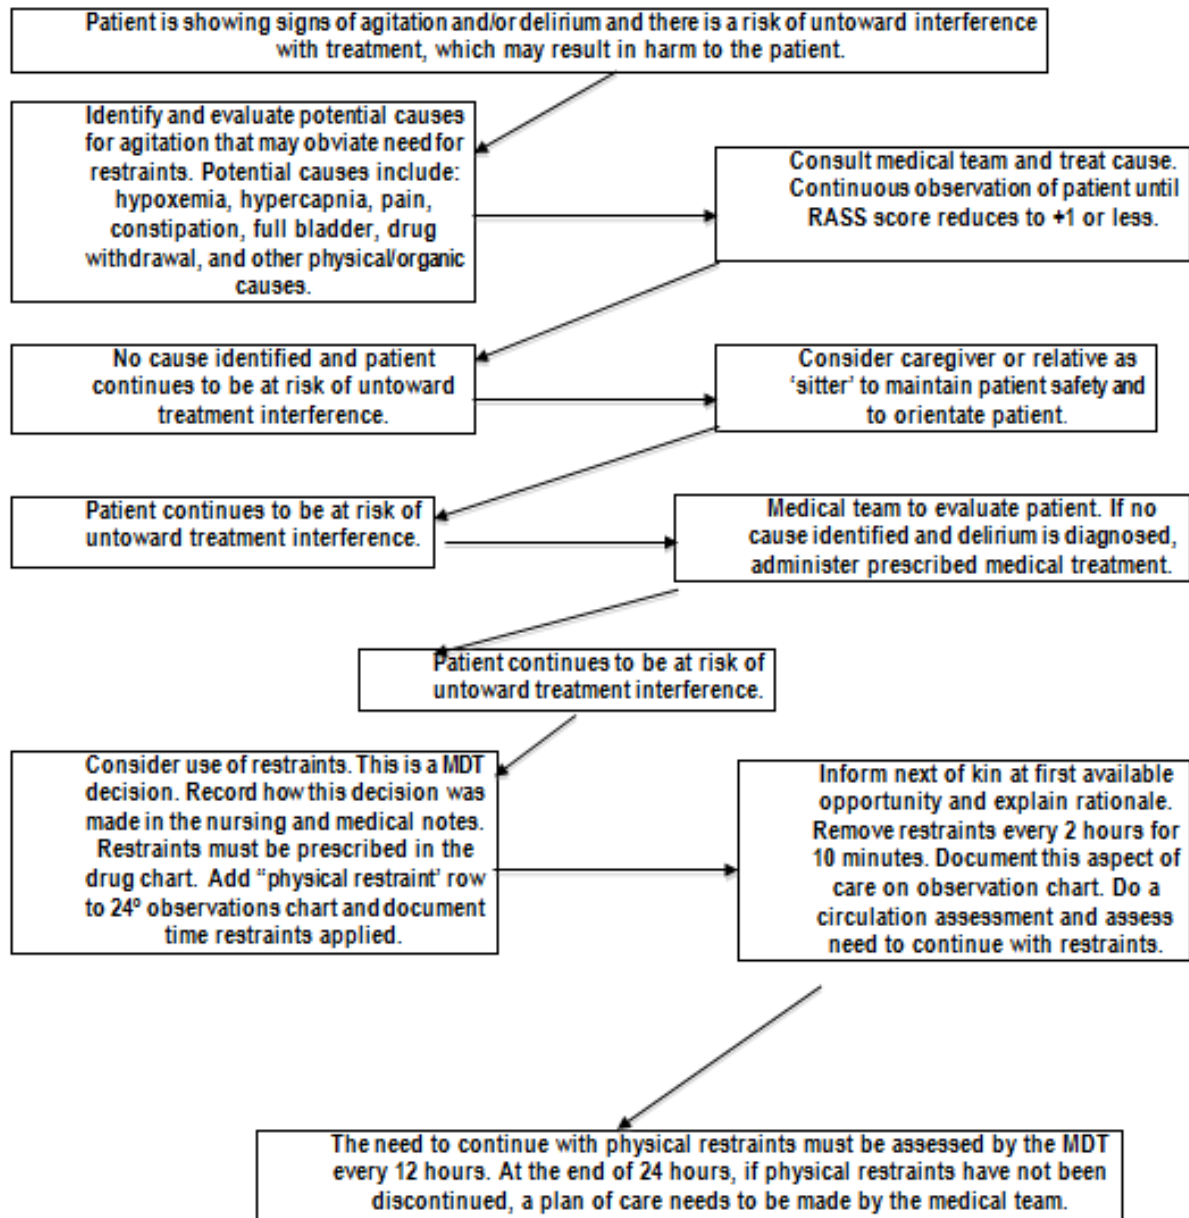 Patient is showing signs of agitation and/or delirium and there is a risk of untoward interference
with treatment, which may result in harm to the patient.
Identify and evaluate potential causes
for agitation that may obviate need for
restraints. Potential causes include:
hypoxemia, hypercapnia, pain,
constipation, full bladder, drug
withdrawal, and other physical/organic
causes.
Consult medical team and treat cause.
Continuous observation of patient until
RASS score reduces to +1 or less.
No cause identified and patient
continues to be at risk of untoward
treatment interference.
Consider caregiver or relative as
‘sitter’ to maintain patient safety and
to orientate patient.
Patient continues to be at risk of
untoward treatment interference.
Medical team to evaluate patient. If no
cause identified and delirium is diagnosed,
administer prescribed medical treatment.
Patient continues to be at risk of
untoward treatment interference.
Consider use of restraints. This is a MDT
decision. Record how this decision was
made in the nursing and medical notes.
Restraints must be prescribed in the
drug chart. Add “physical restraint’ row
to 24º observations chart and document
time restraints applied.
Inform next of kin at first available
opportunity and explain rationale.
Remove restraints every 2 hours for
10 minutes. Document this aspect of
care on observation chart. Do a
circulation assessment and assess
need to continue with restraints.
The need to continue with physical restraints must be assessed by the MDT
every 12 hours. At the end of 24 hours, if physical restraints have not been
discontinued, a plan of care needs to be made by the medical team.